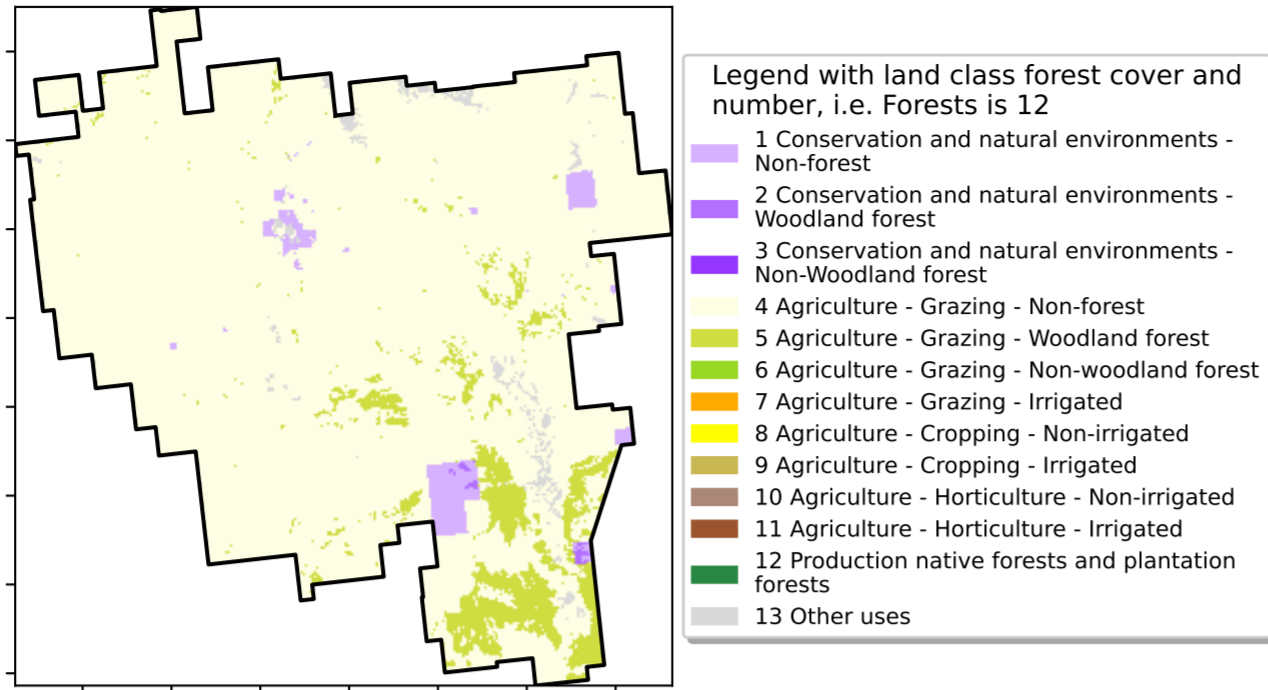 Legend with land class forest cover and
number, i.e. Forests is 12
1 Conservation and natural environments -
Non-forest
2 Conservation and natural environments -
Woodland forest
3 Conservation and natural environments -
Non-Woodland forest
4 Agriculture - Grazing - Non-forest
5 Agriculture - Grazing - Woodland forest
6 Agriculture - Grazing - Non-woodland forest
7 Agriculture - Grazing - Irrigated
8 Agriculture - Cropping - Non-irrigated
9 Agriculture - Cropping - Irrigated
10 Agriculture - Horticulture - Non-irrigated
11 Agriculture - Horticulture - Irrigated
12 Production native forests and plantation
forests
13 Other uses